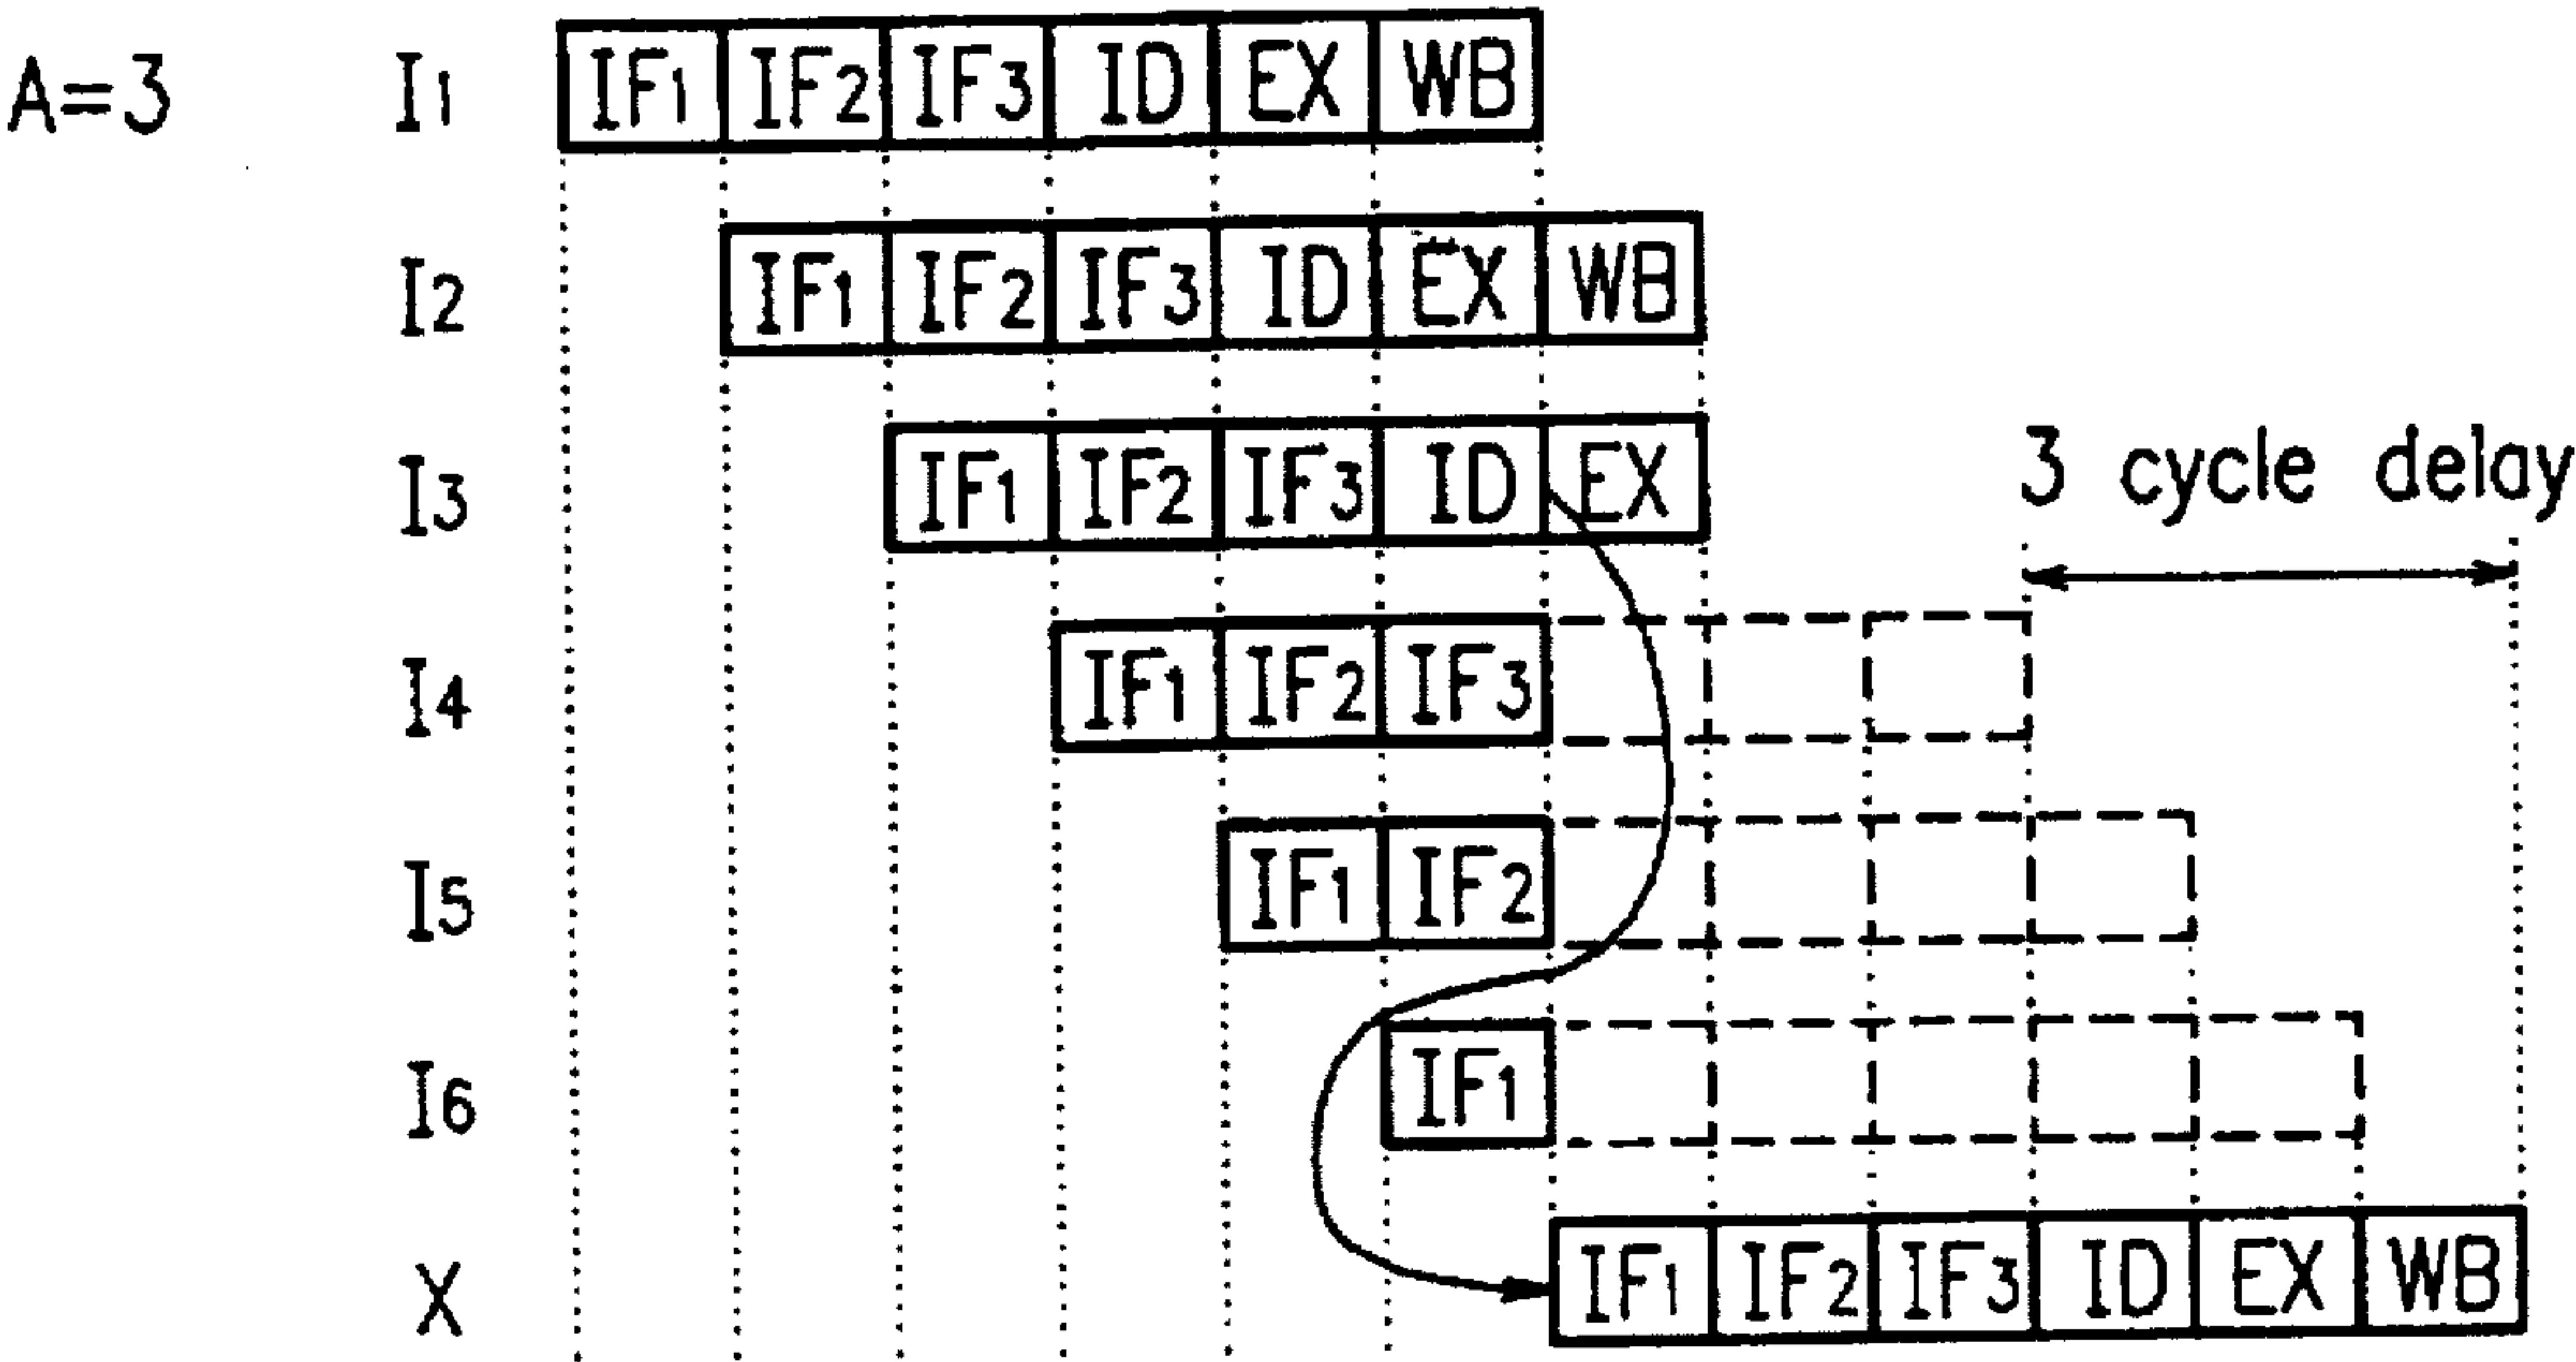 A=3 I1 IF1 IF2 IF3 ID EX WB
I2 IF1 IF2 IF3 ID EX WB
I3 IF1 IF2 IF3 ID EX
3 cycle delay
I4 IF1 IF2 IF3
I5 IF1 IF2
I6 IF1
X IF1 IF2 IF3 ID EX WB